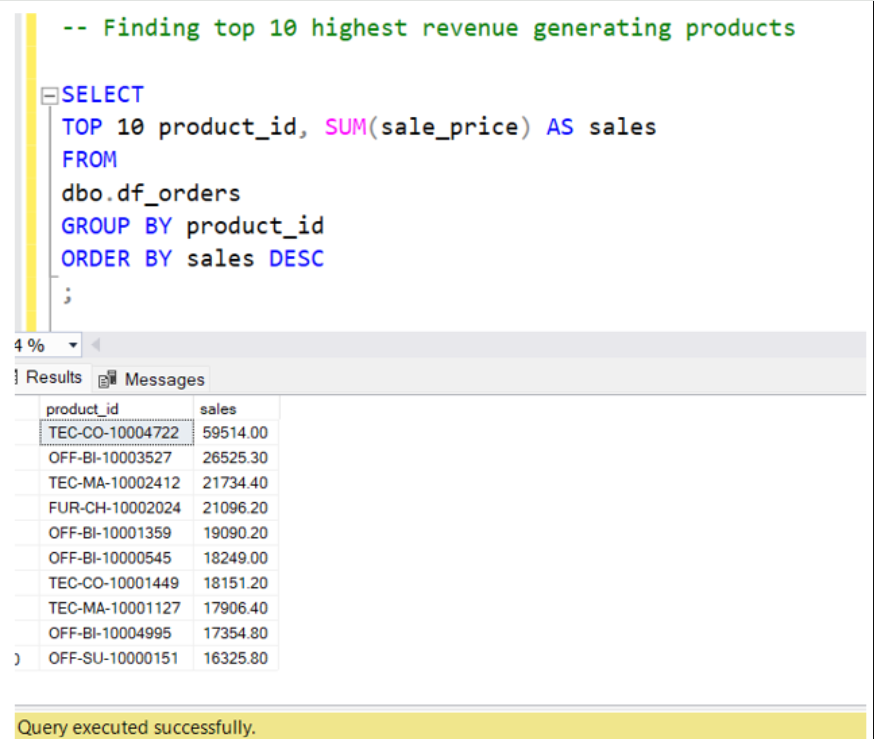 -- Finding top 10 highest revenue generating products
SELECT
TOP 10 product_id, SUM(sale_price) AS sales
FROM
dbo.df_orders
GROUP BY product_id
ORDER BY sales DESC
;
4 %
Results Messages
product_id sales
TEC-CO-10004722 59514.00
OFF-BI-10003527 26525.30
TEC-MA-10002412 21734.40
FUR-CH-10002024 21096.20
OFF-BI-10001359 19090.20
OFF-BI-10000545 18249.00
TEC-CO-10001449 18151.20
TEC-MA-10001127 17906.40
OFF-BI-10004995 17354.80
OFF-SU-10000151 16325.80
Query executed successfully.